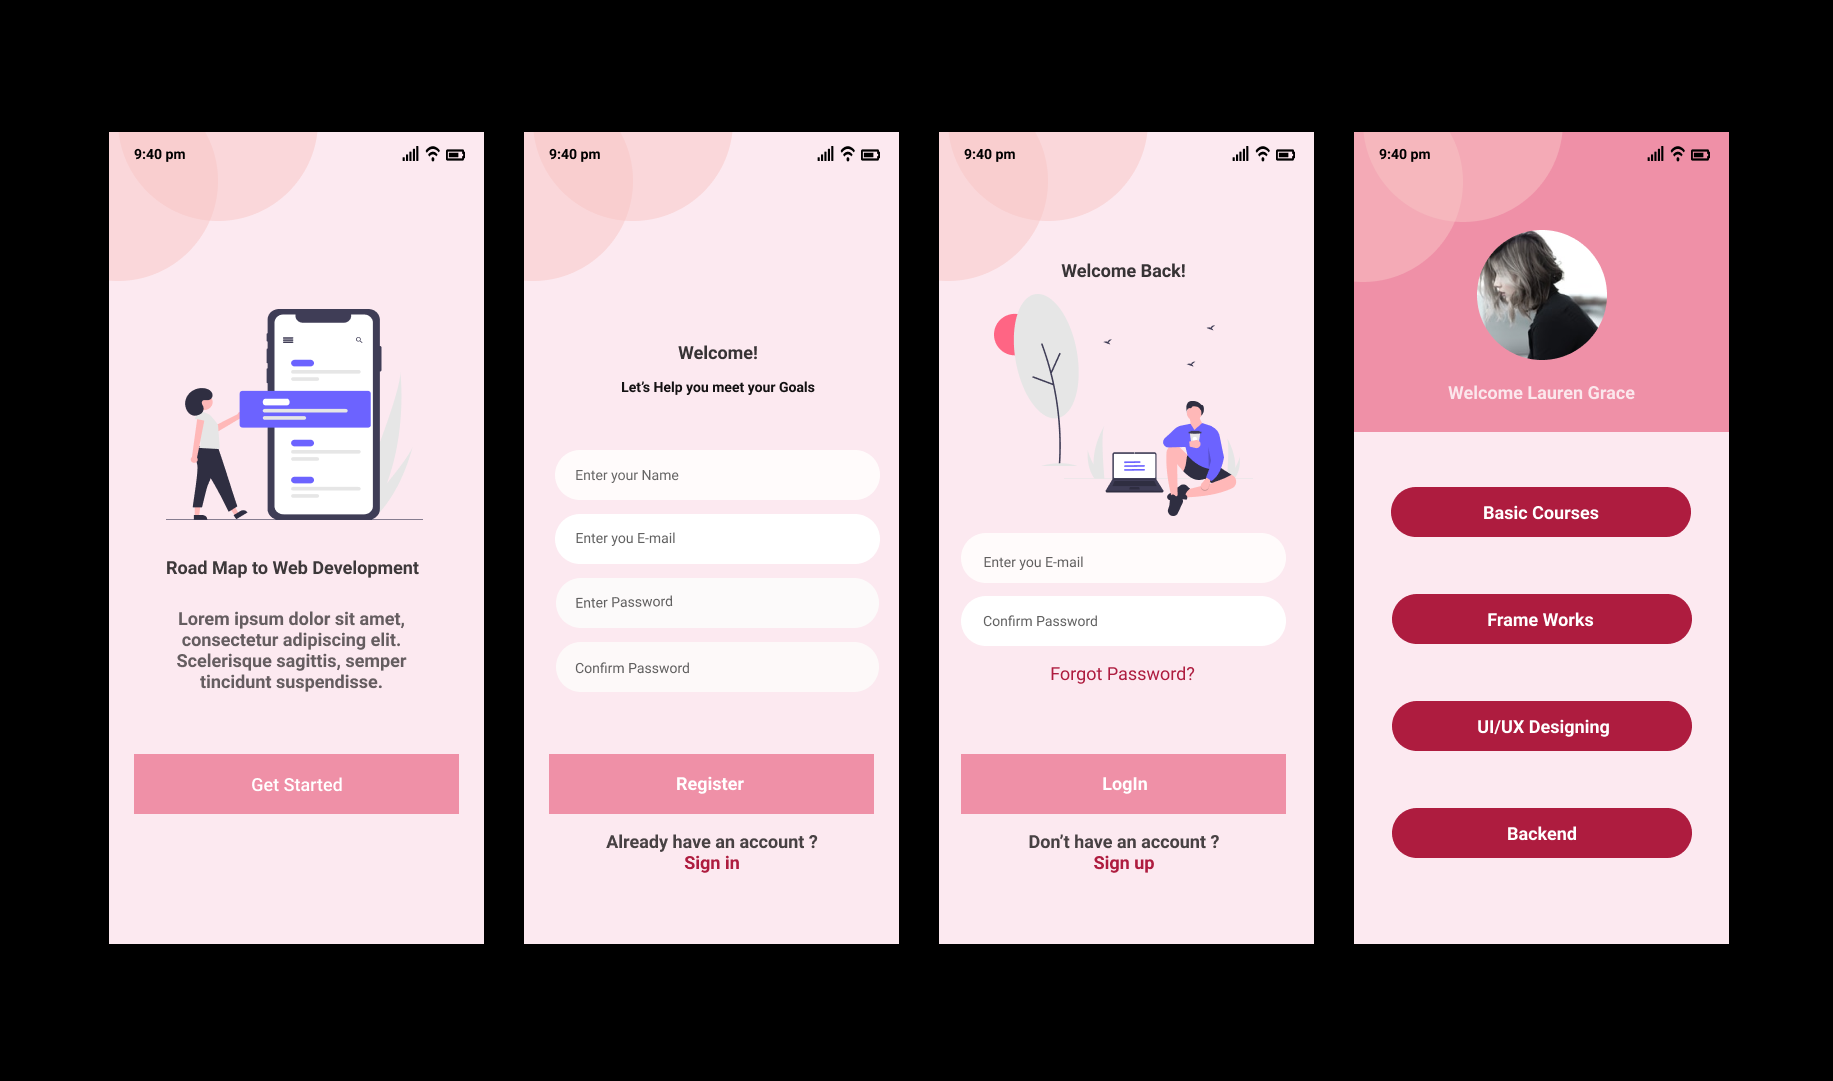 9:40 pm
Road Map to Web Development
Lorem ipsum dolor sit amet,
consectetur adipiscing elit.
Scelerisque sagittis, semper
tincidunt suspendisse.
Get Started
9:40 pm
Welcome!
Let's Help you meet your Goals
Enter your Name
Enter you E-mail
Enter Password
Confirm Password
Register
Already have an account ?
Sign in
9:40 pm
Welcome Back!
Enter you E-mail
Confirm Password
Forgot Password?
LogIn
Don't have an account ?
Sign up
9:40 pm
Welcome Lauren Grace
Basic Courses
Frame Works
UI/UX Designing
Backend